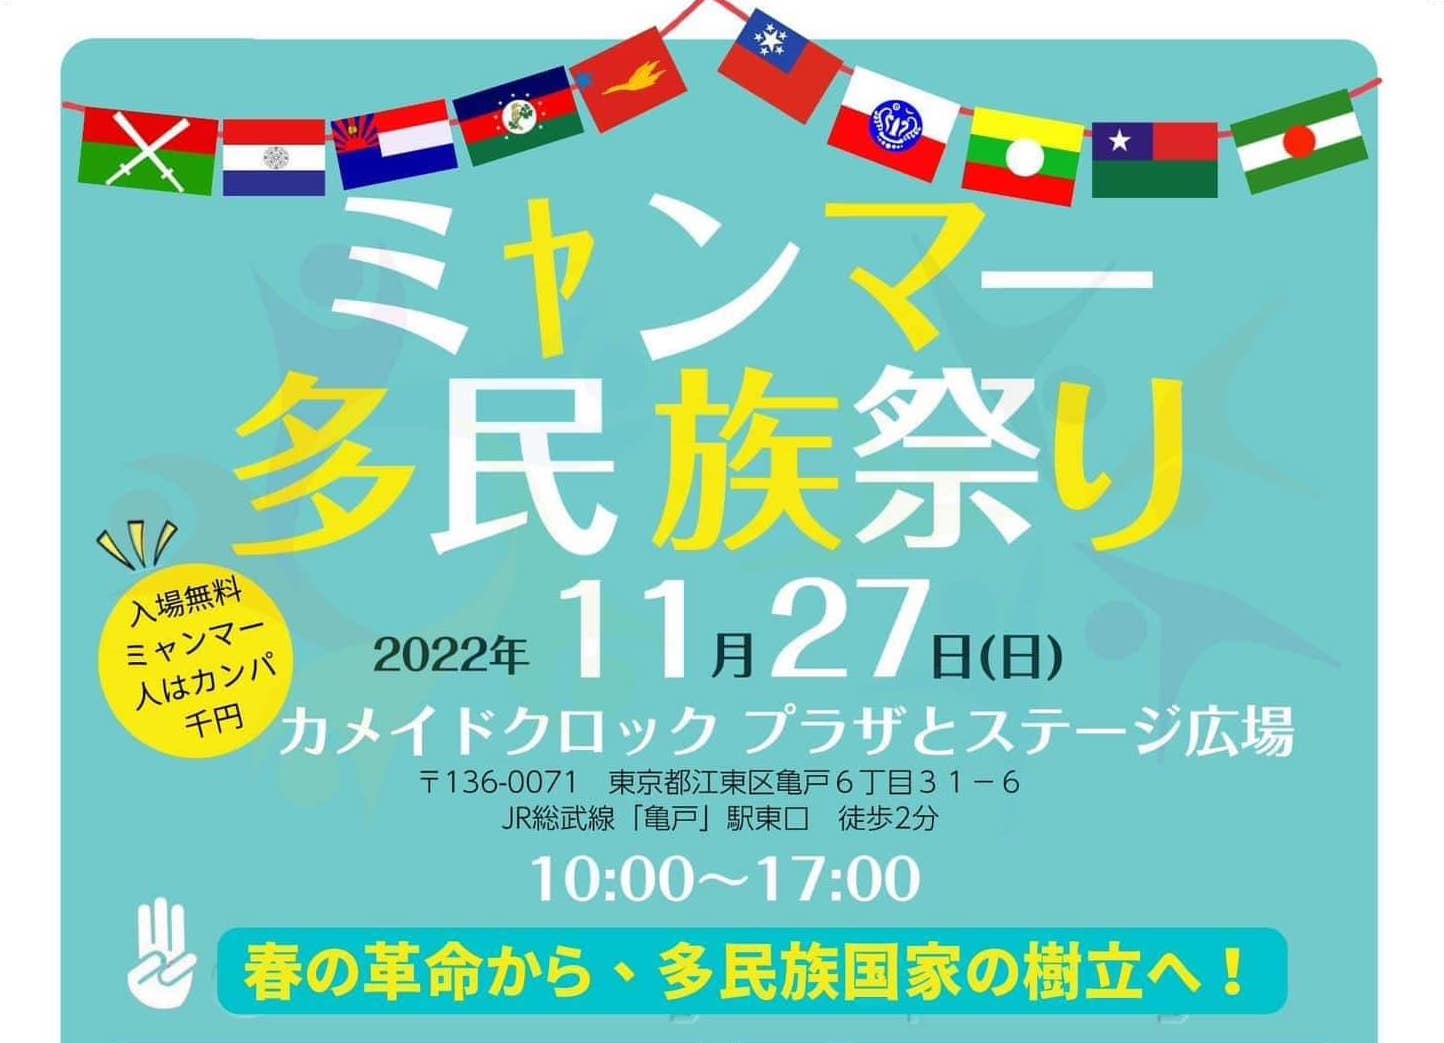 ミャンマー
多民族祭り
入場無料
ミャンマー
人はカンパ
千円
2022年 11月27日(日)
カメイドクロック プラザとステージ広場
〒136-0071　東京都江東区亀戸６丁目３１－６
JR総武線「亀戸」駅東口　徒歩2分
10:00～17:00
春の革命から、多民族国家の樹立へ！